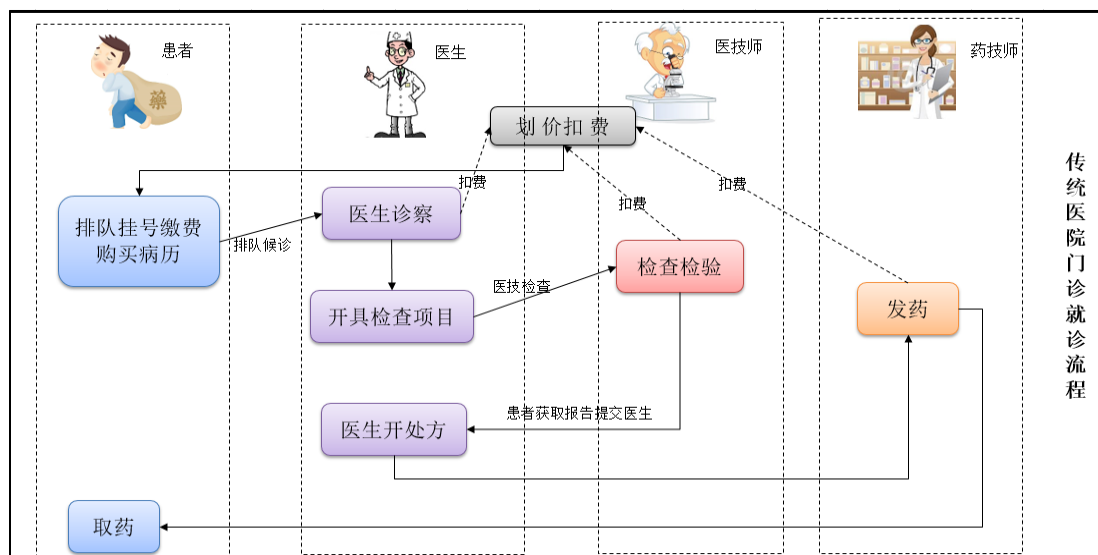 患者
医生
医技师
药技师
藥
划价扣费
扣费
扣费
扣费
排队挂号缴费
购买病历
排队候诊
医生诊察
医技检查
检查检验
开具检查项目
发药
患者获取报告提交医生
医生开处方
取药
传统医院门诊就诊流程